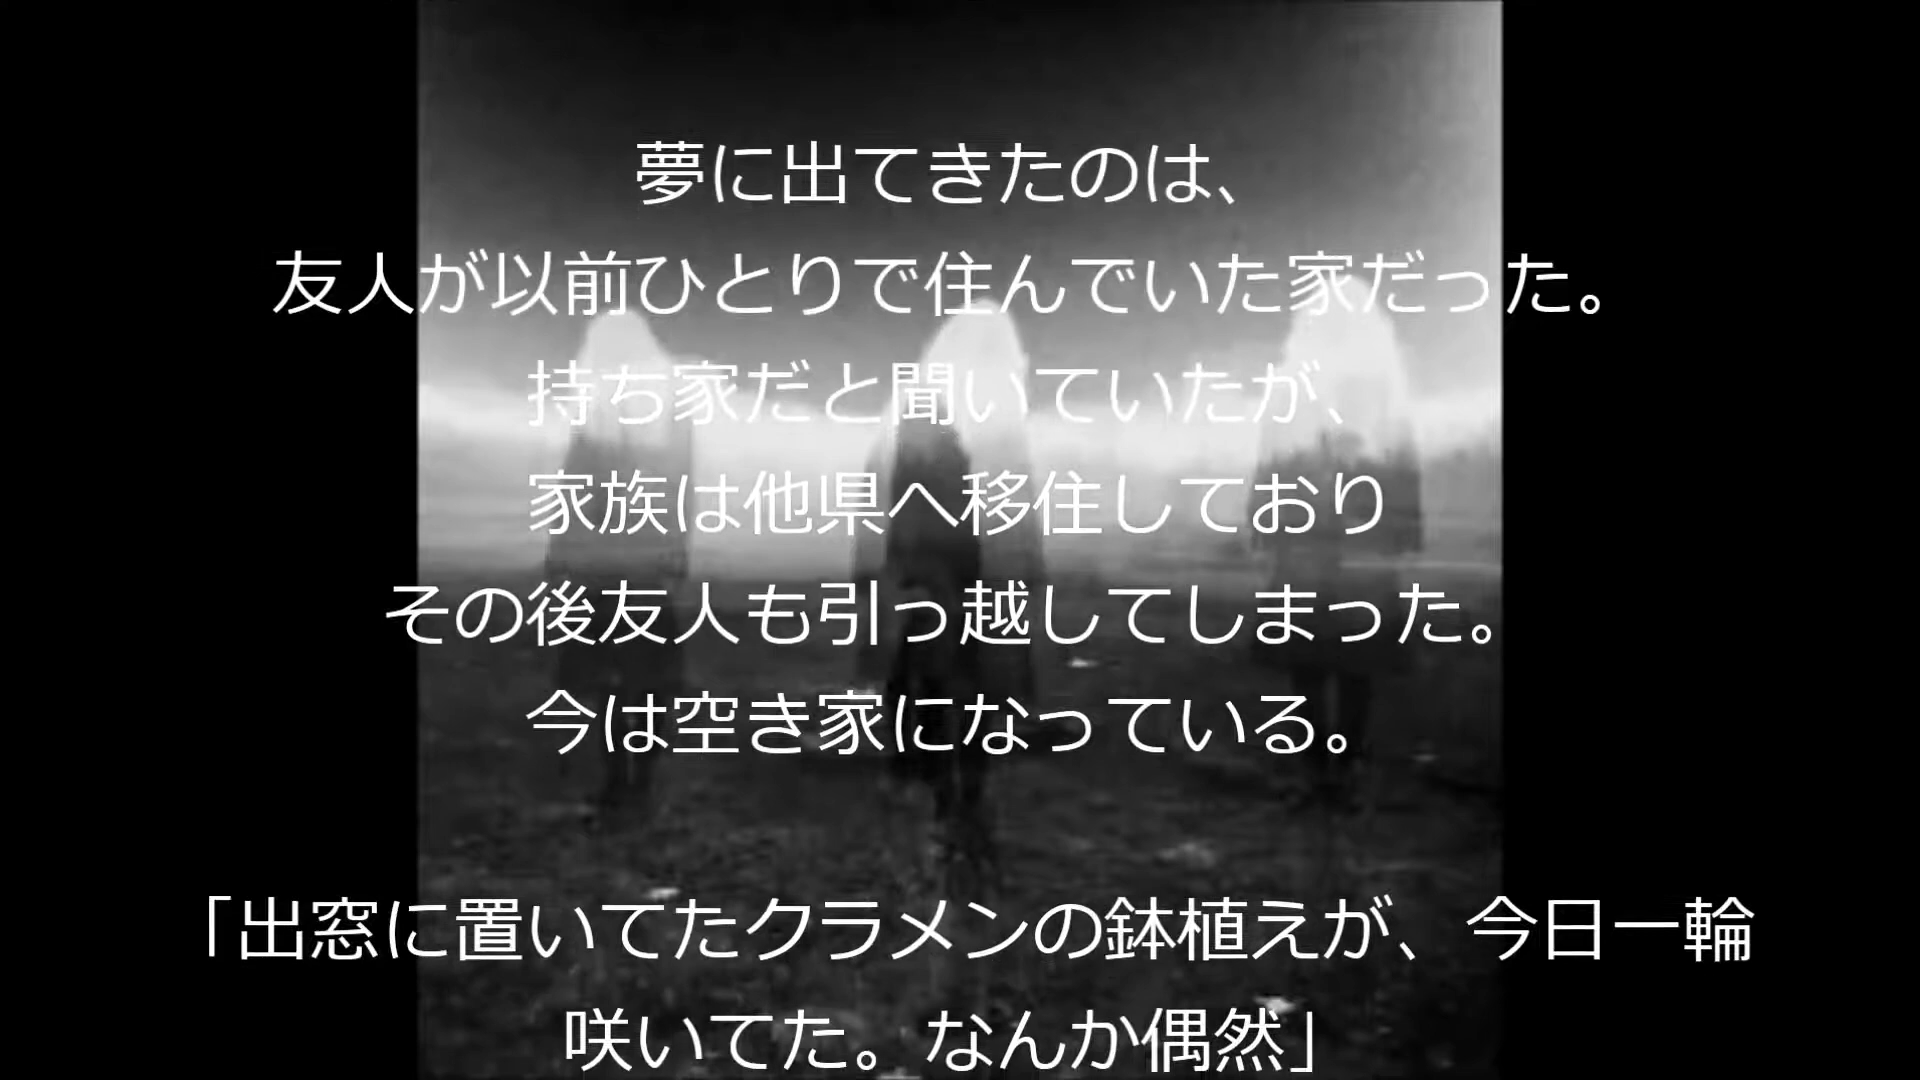 夢に出てきたのは、
友人が以前ひとりで住んでいた家だった。
持ち家だと聞いていたが、
家族は他県へ移住しており
その後友人も引っ越してしまった。
今は空き家になっている。
「出窓に置いてたクラメンの鉢植えが、今日一輪
咲いてた。なんか偶然」